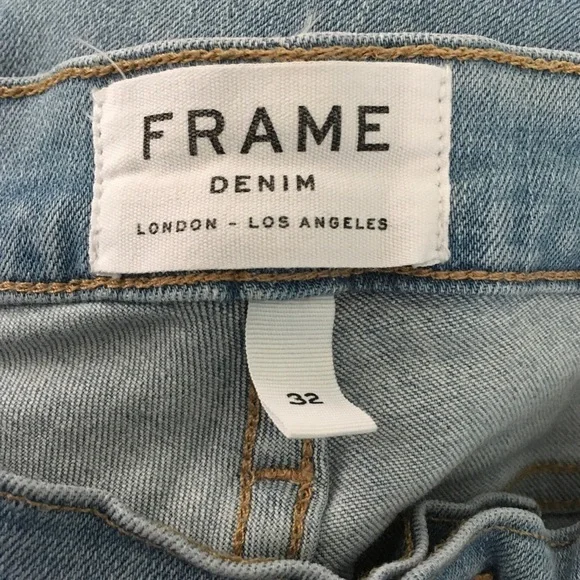 FRAME
DENIM
LONDON - LOS ANGELES
32